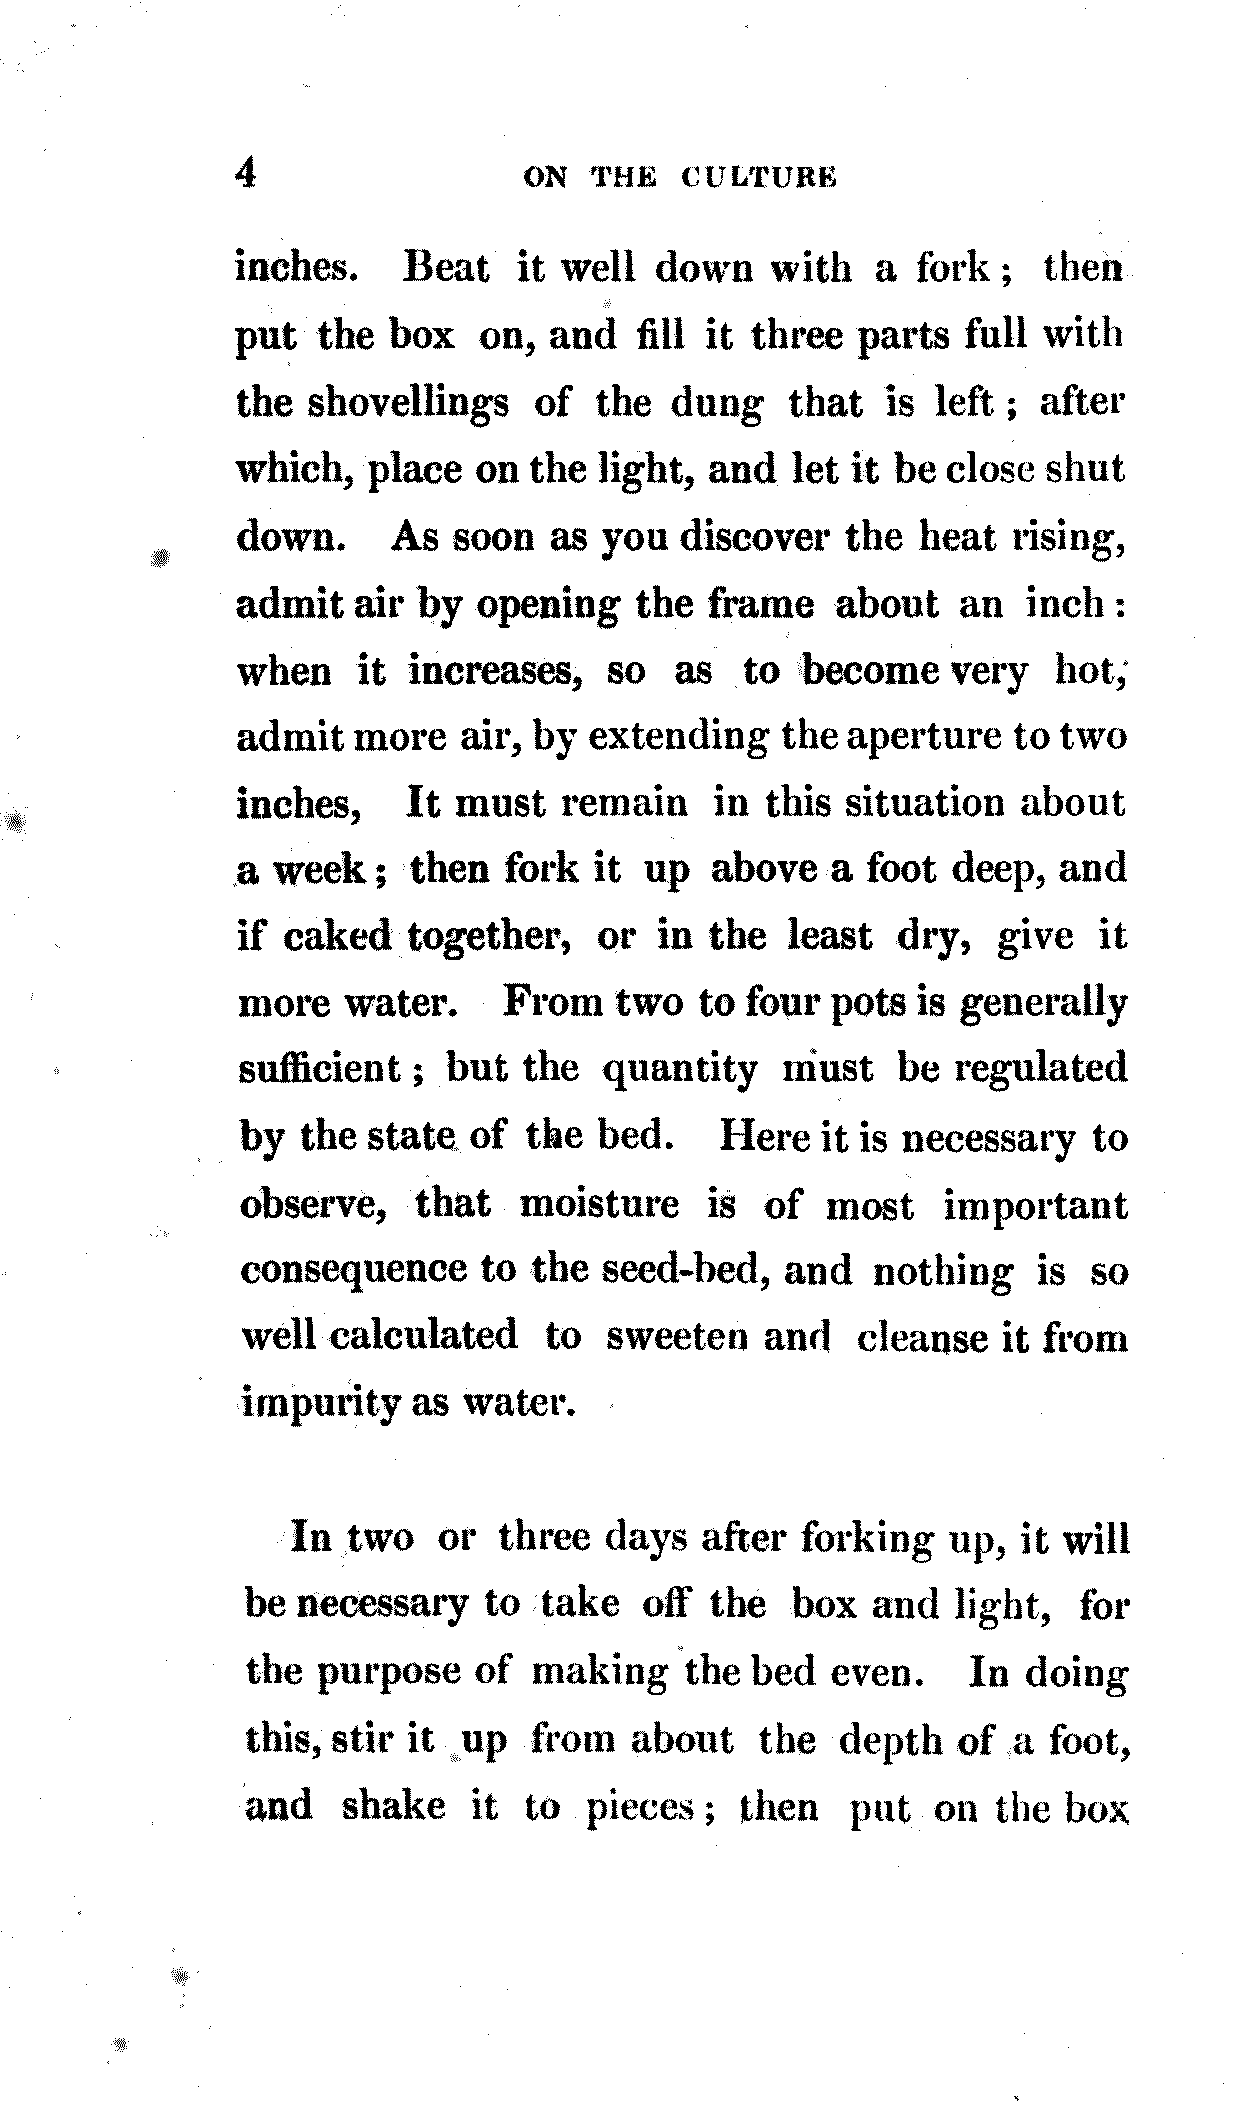 4 ON THE CULTURE
inches. Beat it well down with a fork; then
put the box on, and fill it three parts full with
the shovellings of the dung that is left; after
which, place on the light, and let it be close shut
down. As soon as you discover the heat rising,
admit air by opening the frame about an inch:
when it increases, so as to become very hot,
admit more air, by extending the aperture to two
inches, It must remain in this situation about
a week; then fork it up above a foot deep, and
if caked together, or in the least dry, give it
more water. From two to four pots is generally
sufficient; but the quantity must be regulated
by the state of the bed. Here it is necessary to
observe, that moisture is of most important
consequence to the seed-bed, and nothing is so
well calculated to sweeten and cleanse it from
impurity as water.
In two or three days after forking up, it will
be necessary to take off the box and light, for
the purpose of making the bed even. In doing
this, stir it up from about the depth of a foot,
and shake it to pieces; then put on the box